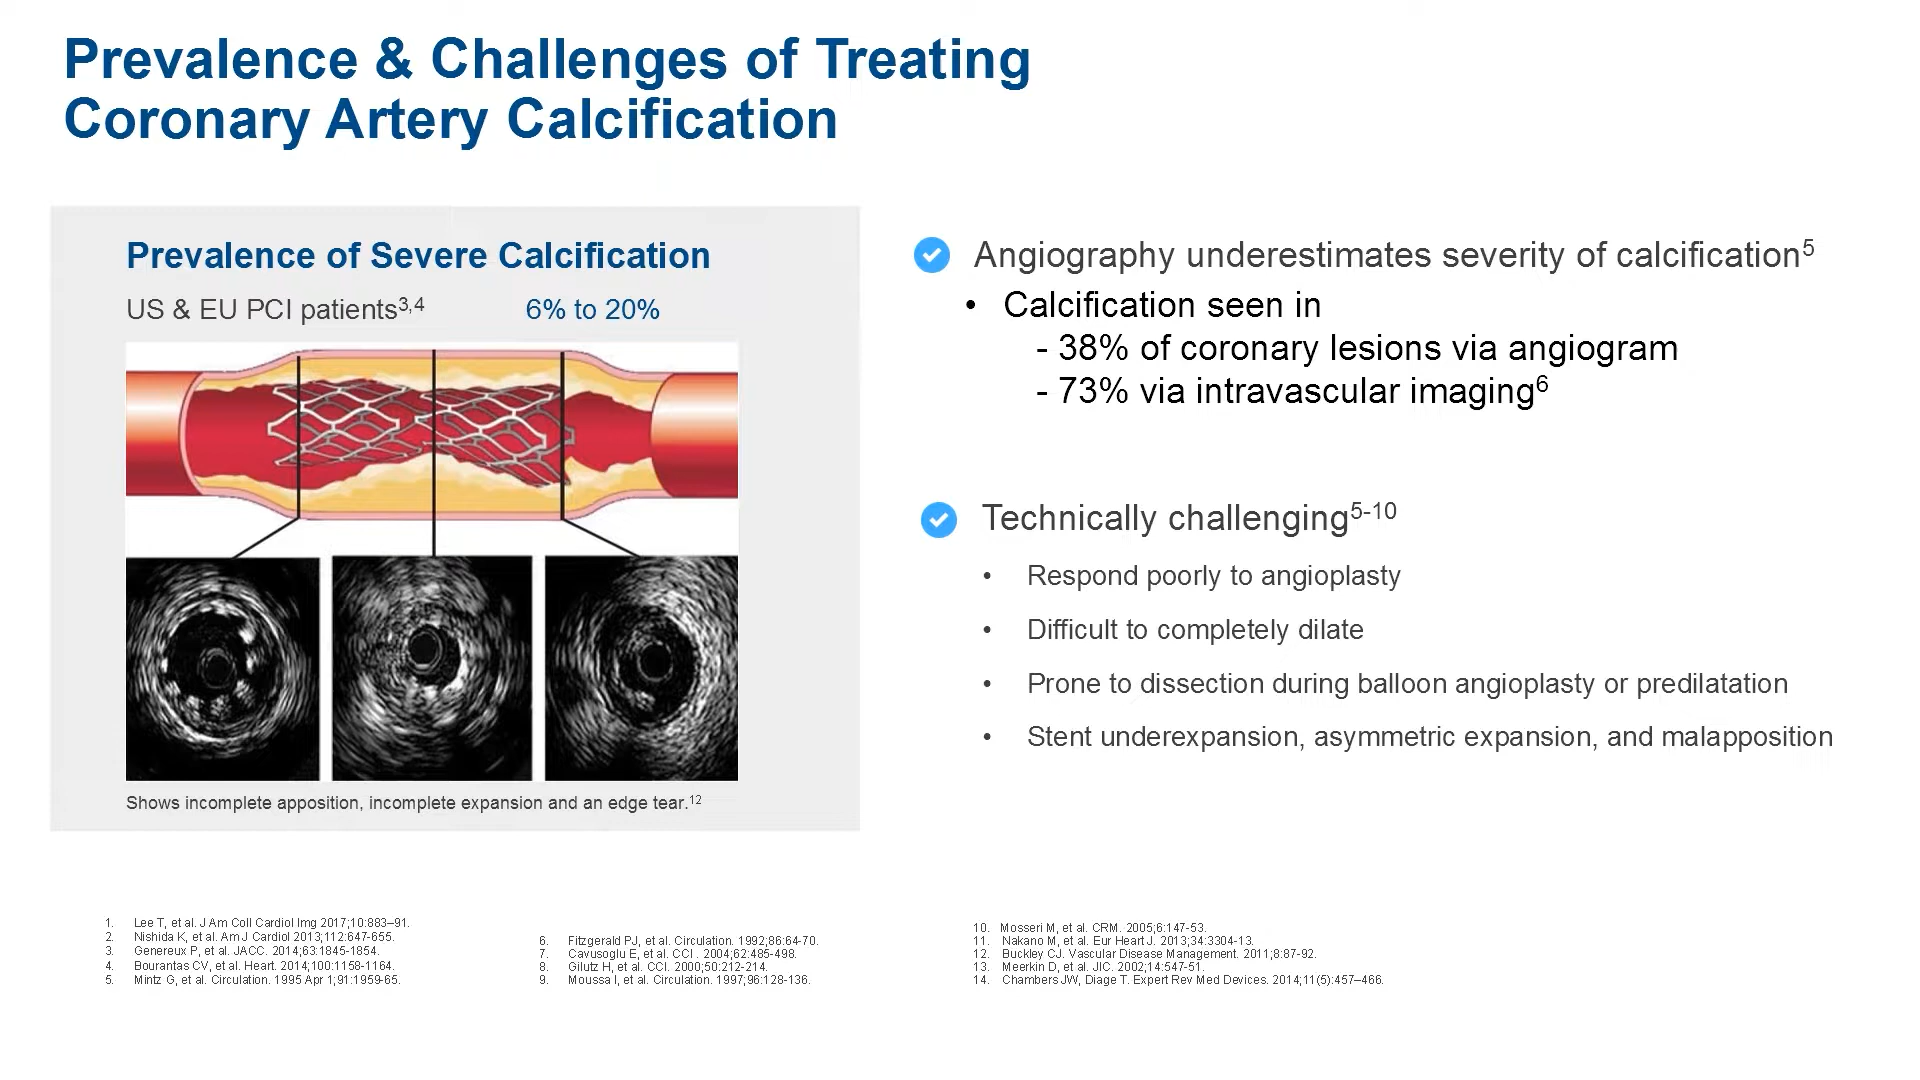 Prevalence & Challenges of Treating
Coronary Artery Calcification
Prevalence of Severe Calcification
US & EU PCI patients3,4 6% to 20%
Shows incomplete apposition, incomplete expansion and an edge tear.12
Angiography underestimates severity of calcification5
• Calcification seen in
- 38% of coronary lesions via angiogram
- 73% via intravascular imaging6
Technically challenging5-10
• Respond poorly to angioplasty
• Difficult to completely dilate
• Prone to dissection during balloon angioplasty or predilatation
• Stent underexpansion, asymmetric expansion, and malapposition
1. Lee T, et al. J Am Coll Cardiol Img 2017;10:883–91.
2. Nishida K, et al. Am J Cardiol 2013;112:647-655.
3. Genereux P, et al. JACC. 2014;63:1845-1854.
4. Bourantas CV, et al. Heart. 2014;100:1158-1164.
5. Mintz G, et al. Circulation. 1995 Apr 1;91:1959-65.
6. Fitzgerald PJ, et al. Circulation. 1992;86:64-70.
7. Cavusoglu E, et al. CCI . 2004;62:485-498.
8. Gilutz H, et al. CCI. 2000;50:212-214.
9. Moussa I, et al. Circulation. 1997;96:128-136.
10. Mosseri M, et al. CRM. 2005;6:147-53.
11. Nakano M, et al. Eur Heart J. 2013;34:3304-13.
12. Buckley CJ. Vascular Disease Management. 2011;8:87-92.
13. Meerkin D, et al. JIC. 2002;14:547-51.
14. Chambers JW, Diage T. Expert Rev Med Devices. 2014;11(5):457–466.